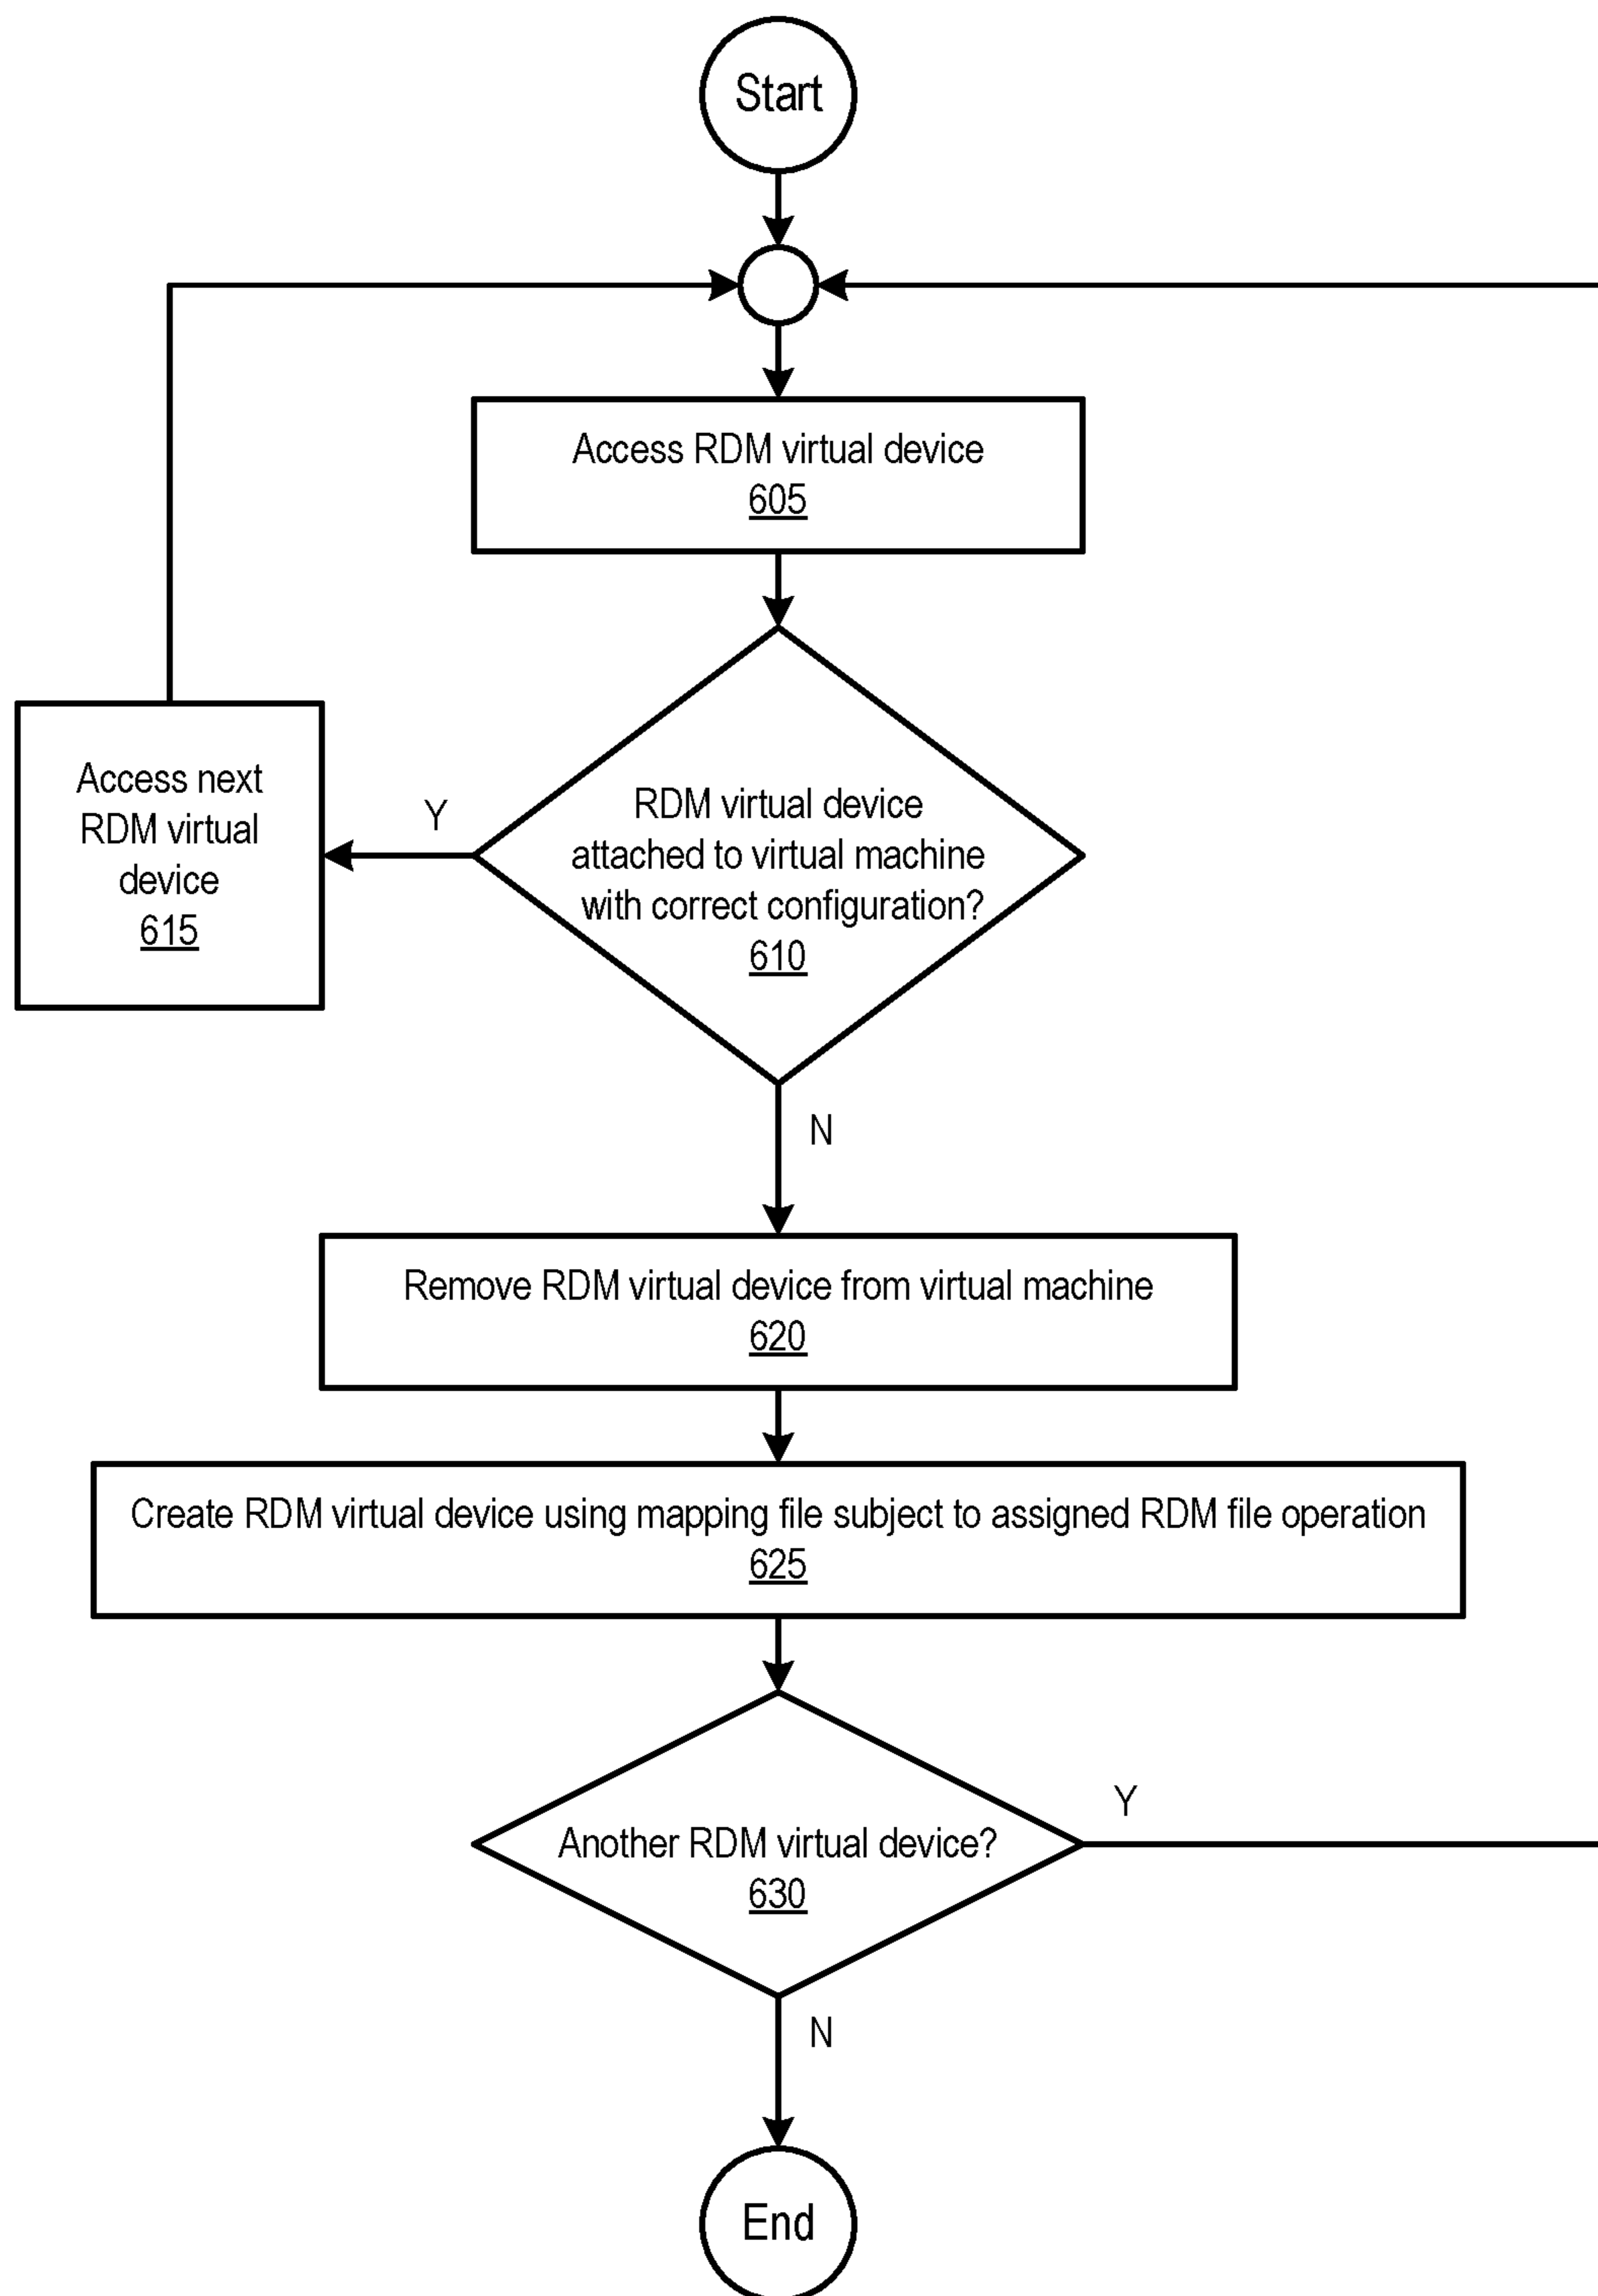 Start
Access RDM virtual device
605
RDM virtual device
attached to virtual machine
with correct configuration?
610
Y
Access next
RDM virtual
device
615
N
Remove RDM virtual device from virtual machine
620
Create RDM virtual device using mapping file subject to assigned RDM file operation
625
Another RDM virtual device?
630
Y
N
End